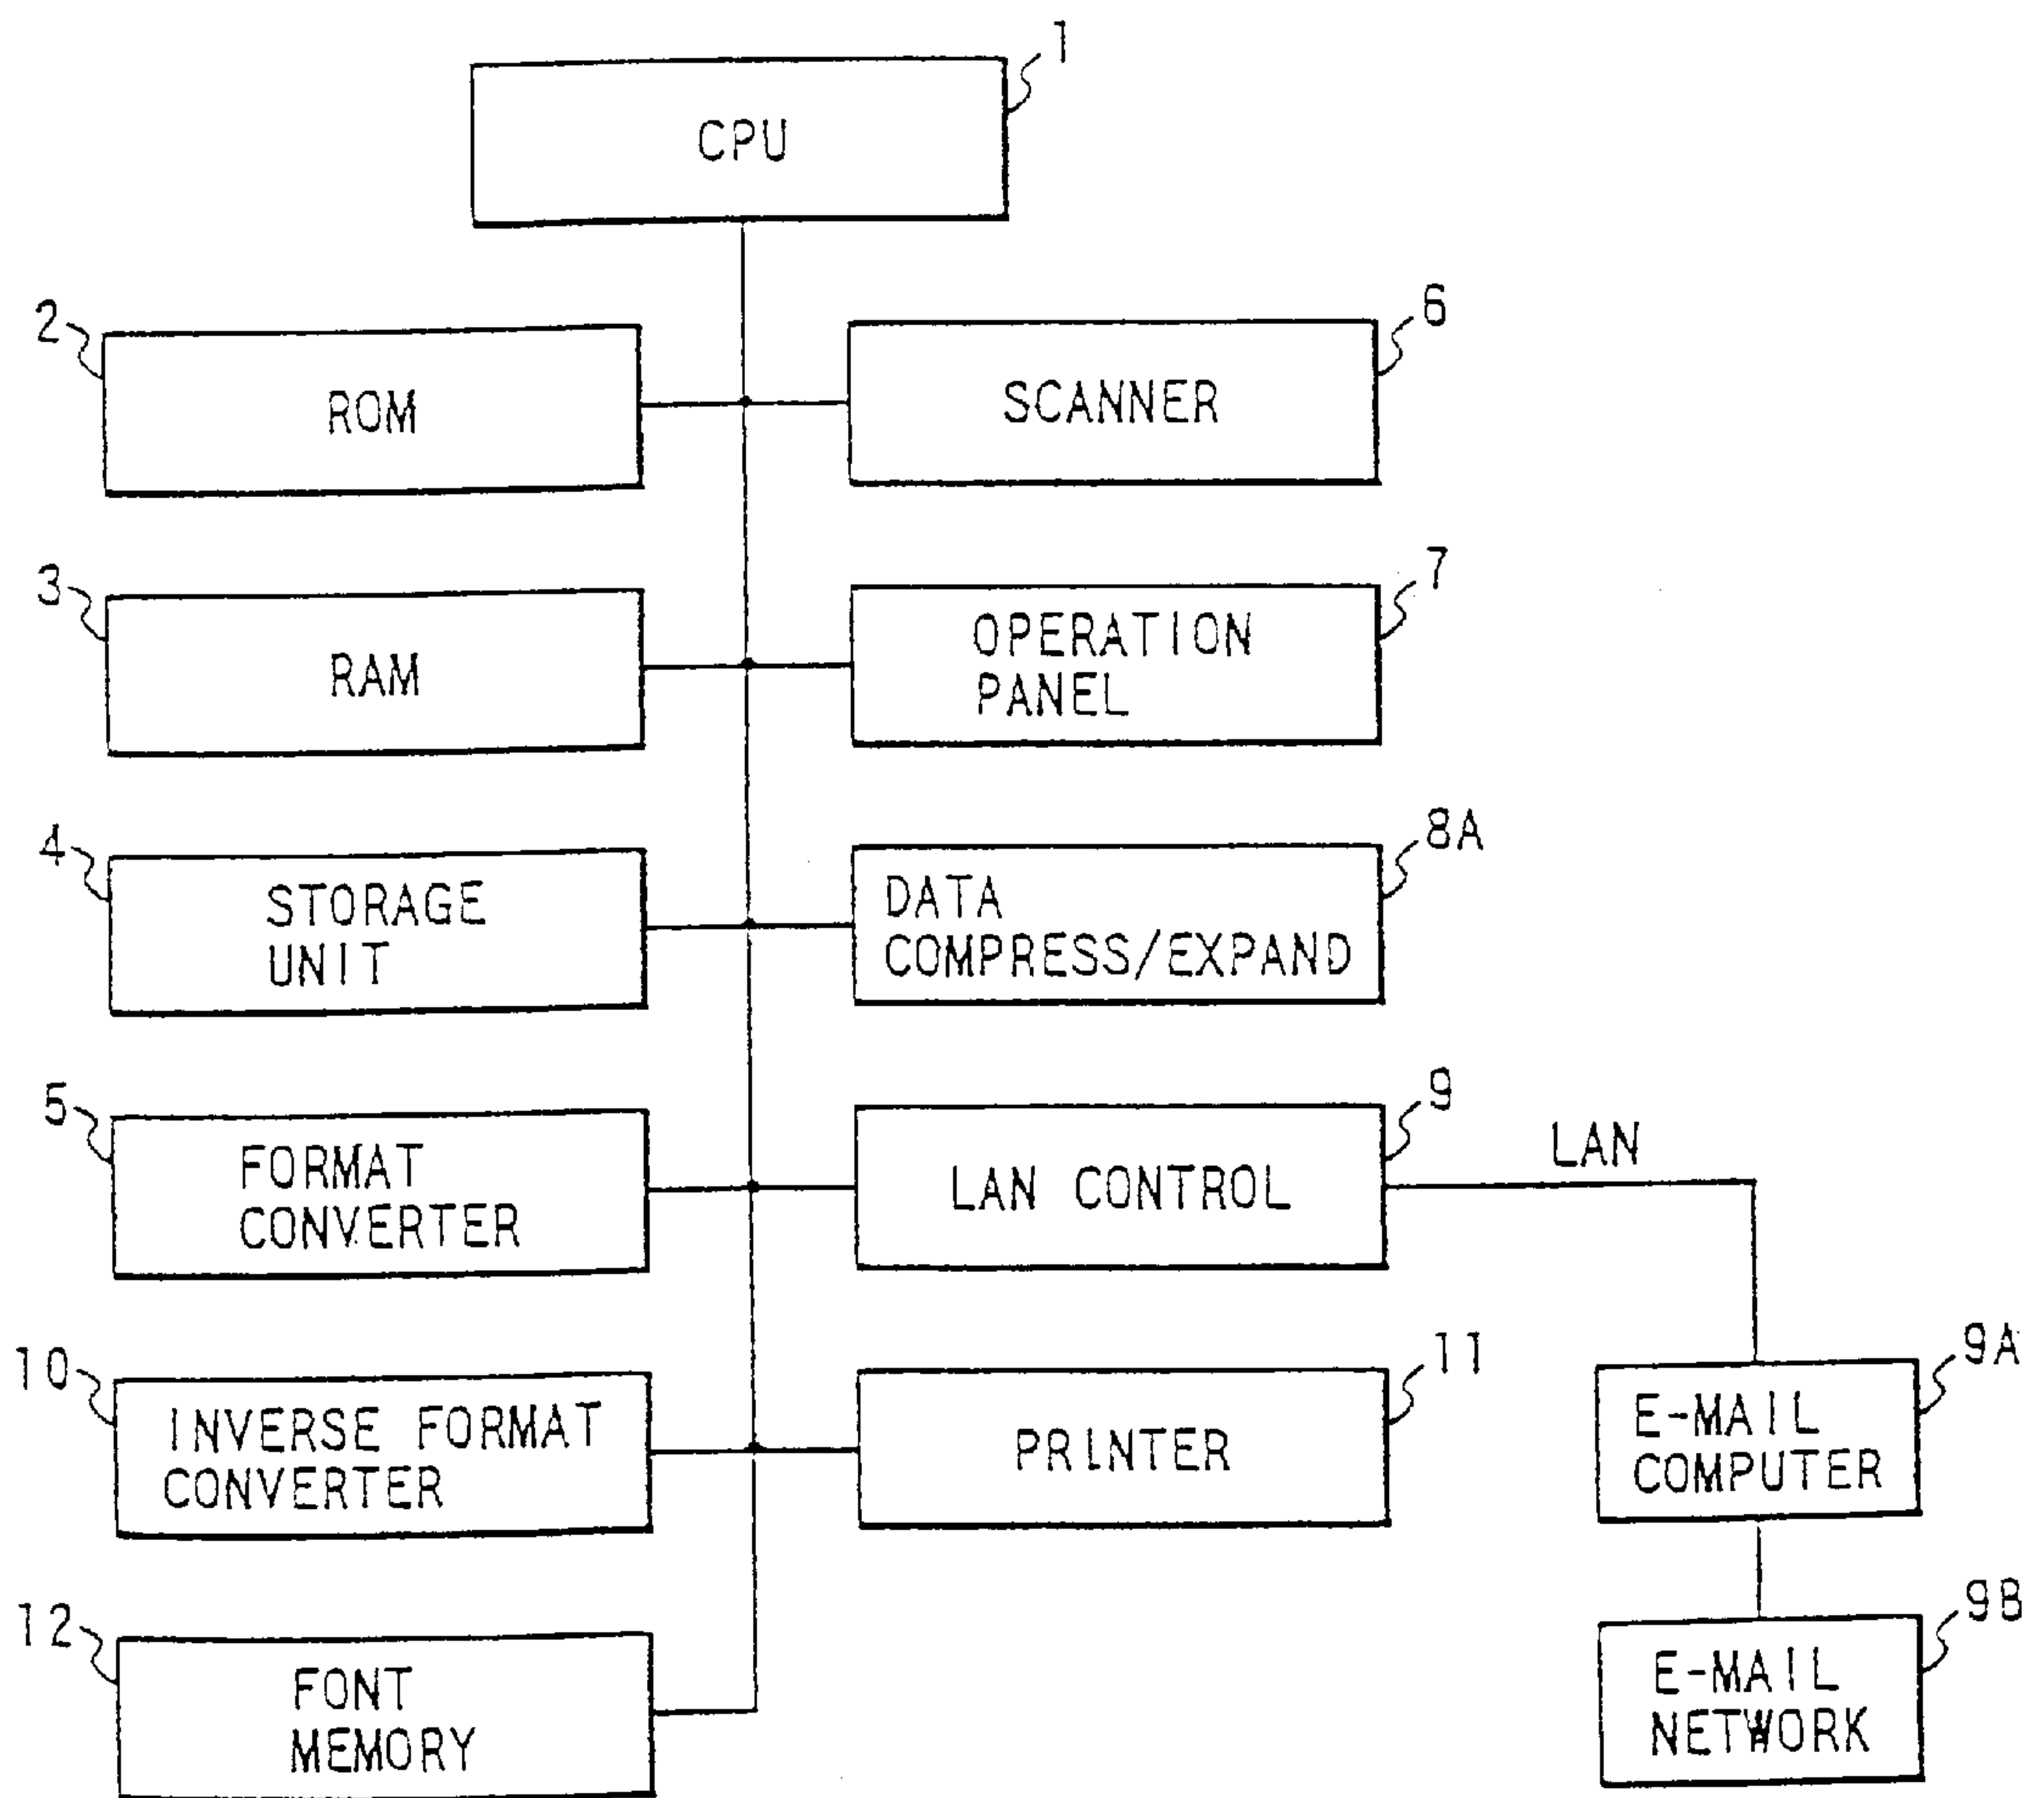 1
CPU
2
ROM
6
SCANNER
3
RAM
7
OPERATION
PANEL
4
STORAGE
UNIT
8A
DATA
COMPRESS/EXPAND
5
FORMAT
CONVERTER
9
LAN CONTROL
LAN
10
INVERSE FORMAT
CONVERTER
11
PRINTER
9A
E-MAIL
COMPUTER
12
FONT
MEMORY
9B
E-MAIL
NETWORK